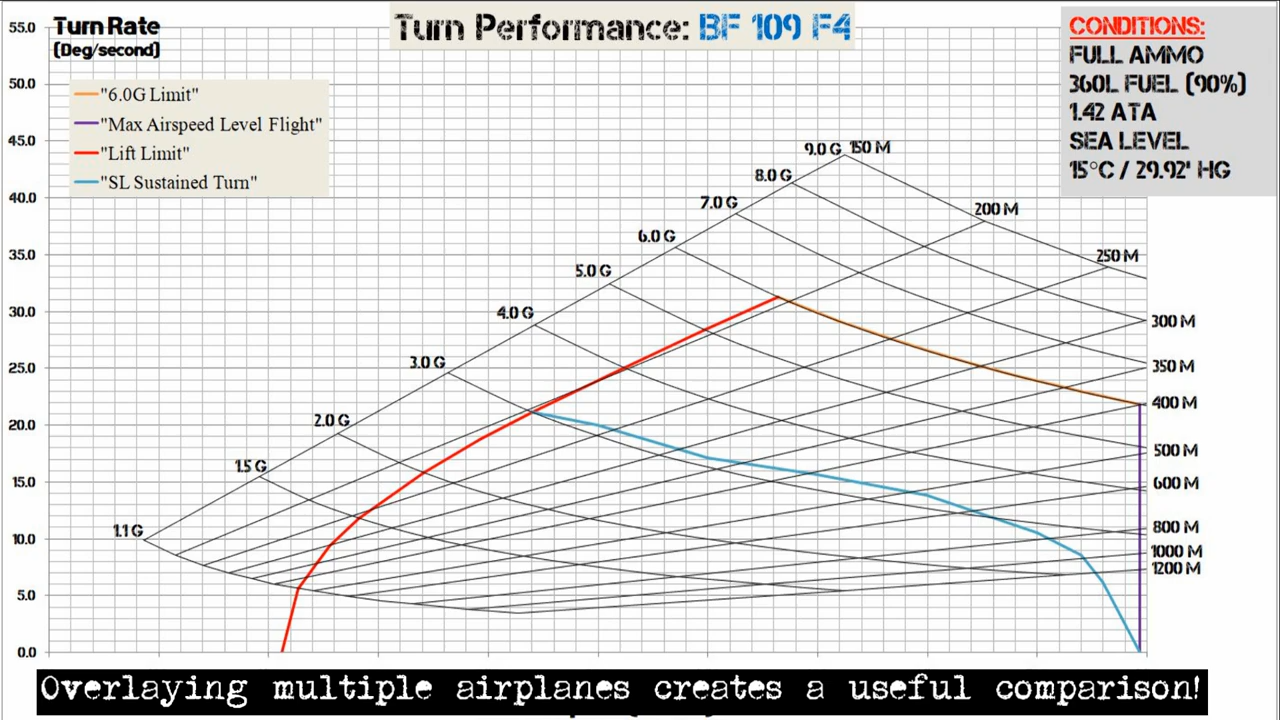 Turn Performance: BF 109 F4
Turn Rate
(Deg/second)
CONDITIONS:
FULL AMMO
360L FUEL (90%)
1.42 ATA
SEA LEVEL
15°C / 29.92" HG
"6.0G Limit"
"Max Airspeed Level Flight"
"Lift Limit"
"SL Sustained Turn"
55.0
50.0
45.0
40.0
35.0
30.0
25.0
20.0
15.0
10.0
5.0
0.0
1.1 G
1.5 G
2.0 G
3.0 G
4.0 G
5.0 G
6.0 G
7.0 G
8.0 G
9.0 G
150 M
200 M
250 M
300 M
350 M
400 M
500 M
600 M
800 M
1000 M
1200 M
Overlaying multiple airplanes creates a useful comparison!